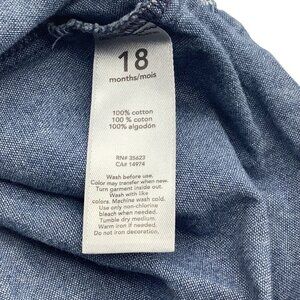 18
months/mois
100% cotton
100 % coton
100% algodón
RN# 35623
CA# 14974
Wash before use.
Color may transfer when new.
Turn garment inside out.
Wash with like
colors. Machine wash cold.
Use only non-chlorine
bleach when needed.
Tumble dry medium.
Warm iron if needed.
Do not iron decoration.